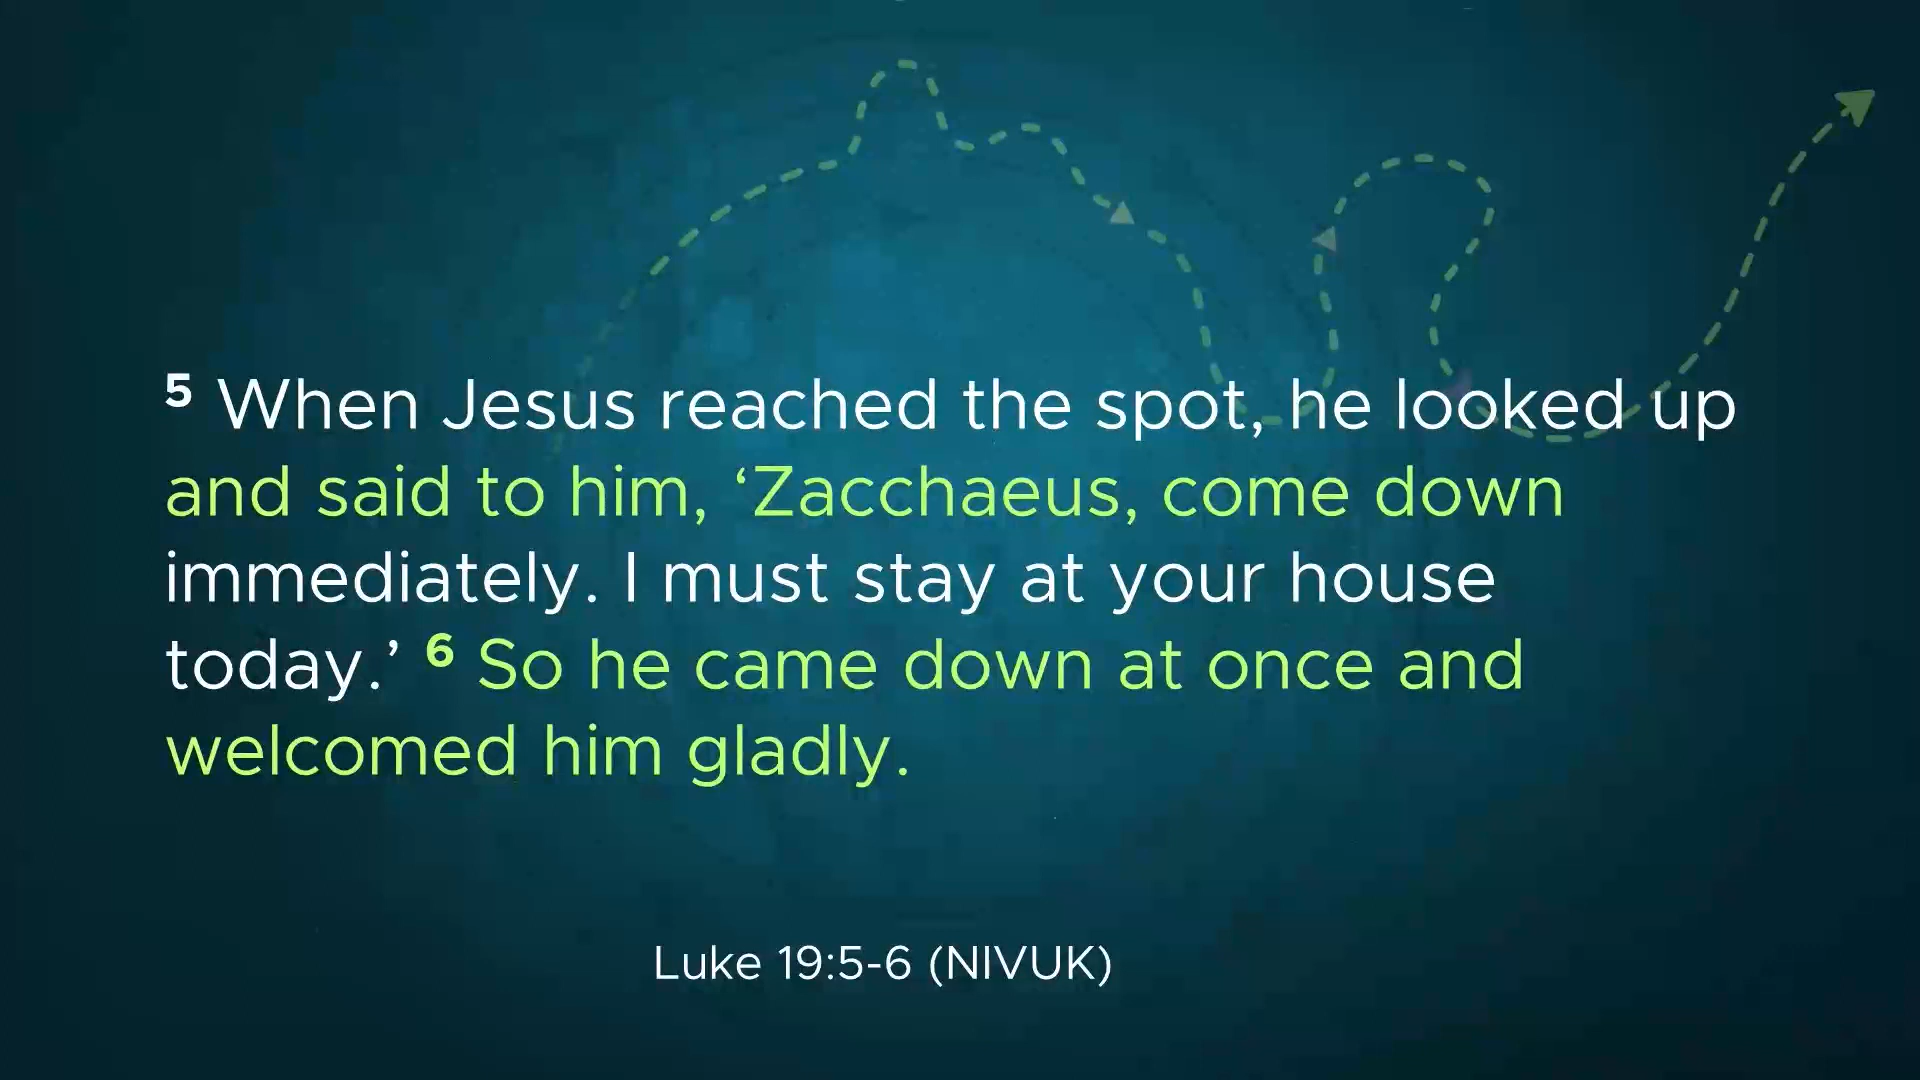 5 When Jesus reached the spot, he looked up
and said to him, ‘Zacchaeus, come down
immediately. I must stay at your house
today.’ 6 So he came down at once and
welcomed him gladly.
Luke 19:5-6 (NIVUK)